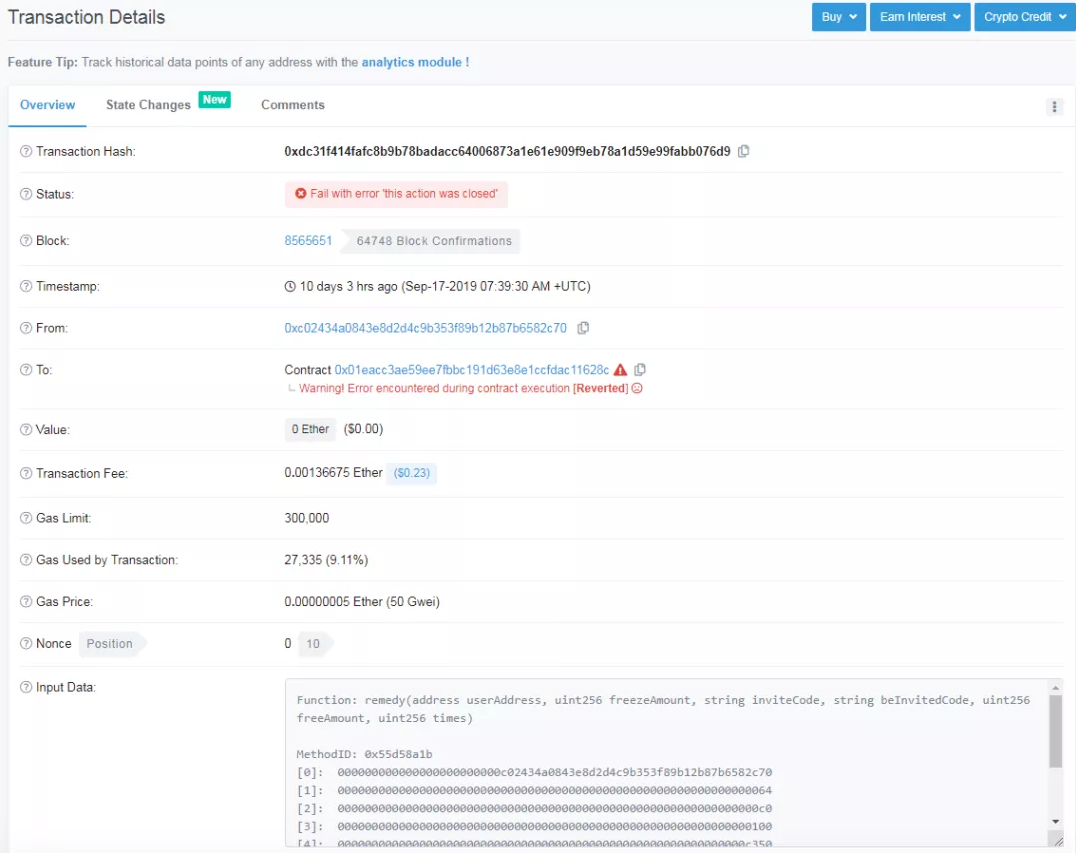 Transaction Details
Buy
Earn Interest
Crypto Credit
Feature Tip: Track historical data points of any address with the analytics module !
Overview
State Changes
New
Comments
Transaction Hash: 0xdc31f414fafc8b9b78badacc64006873a1e61e909f9eb78a1d59e99fabb076d9
Status: Fail with error 'this action was closed'
Block: 8565651 64748 Block Confirmations
Timestamp: 10 days 3 hrs ago (Sep-17-2019 07:39:30 AM +UTC)
From: 0xc02434a0843e8d2d4c9b353f89b12b87b6582c70
To: Contract 0x01eacc3ae59ee7fbbc191d63e8e1ccfdac11628c
Warning! Error encountered during contract execution [Reverted]
Value: 0 Ether ($0.00)
Transaction Fee: 0.00136675 Ether ($0.23)
Gas Limit: 300,000
Gas Used by Transaction: 27,335 (9.11%)
Gas Price: 0.00000005 Ether (50 Gwei)
Nonce Position 0 10
Input Data:
Function: remedy(address userAddress, uint256 freezeAmount, string inviteCode, string beInvitedCode, uint256
freeAmount, uint256 times)
MethodID: 0x55d58a1b
[0]: 000000000000000000000000c02434a0843e8d2d4c9b353f89b12b87b6582c70
[1]: 0000000000000000000000000000000000000000000000000000000000000064
[2]: 00000000000000000000000000000000000000000000000000000000000000c0
[3]: 0000000000000000000000000000000000000000000000000000000000000100
[4]: 000000000000000000000000000000000000000000000000000000000000c350